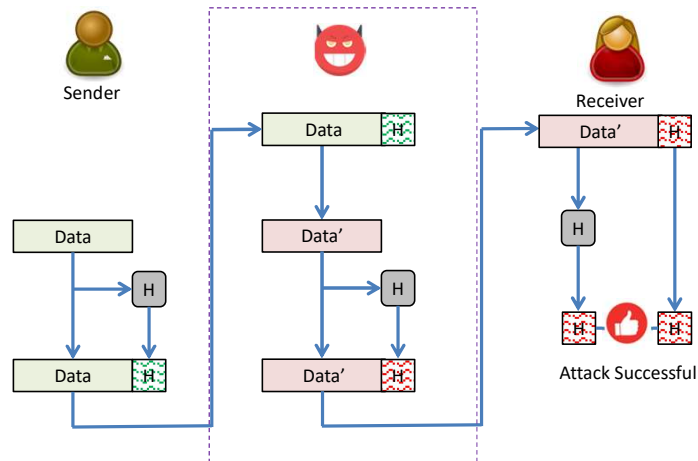 Sender
Receiver
Data H
Data' H
Data
Data'
H
H
H
Data H
Data' H
H
H
Attack Successful